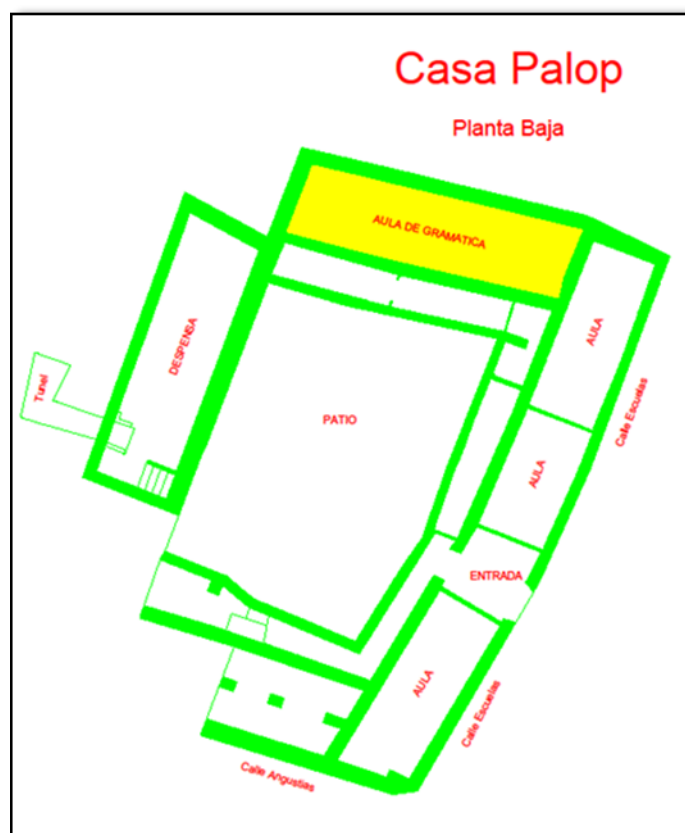 Casa Palop
Planta Baja
AULA DE GRAMATICA
DESPENSA
AULA
Tunel
Calle Escuelas
PATIO
AULA
ENTRADA
AULA
Calle Escuelas
Calle Angustias